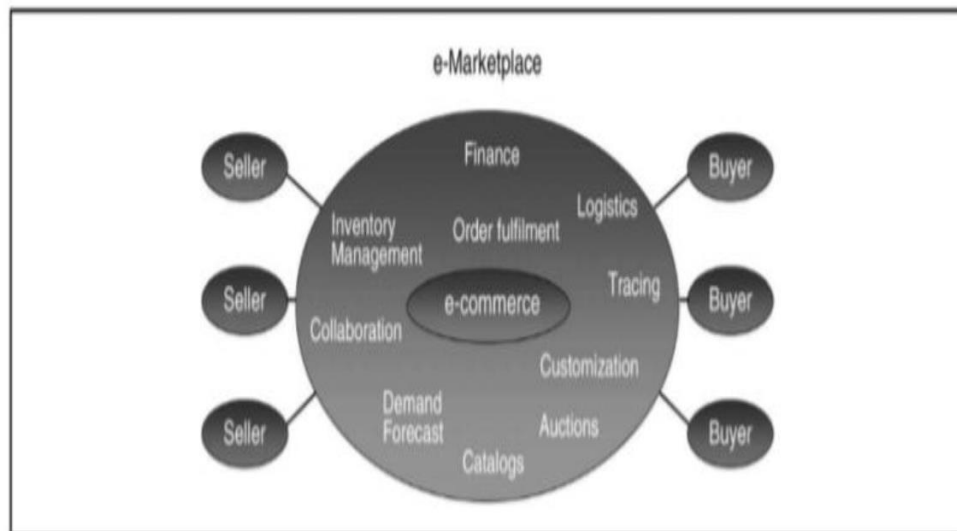 e-Marketplace
Seller
Finance
Buyer
Logistics
Inventory
Management
Order fulfilment
Seller
e-commerce
Tracing
Buyer
Collaboration
Customization
Demand
Forecast
Auctions
Seller
Buyer
Catalogs